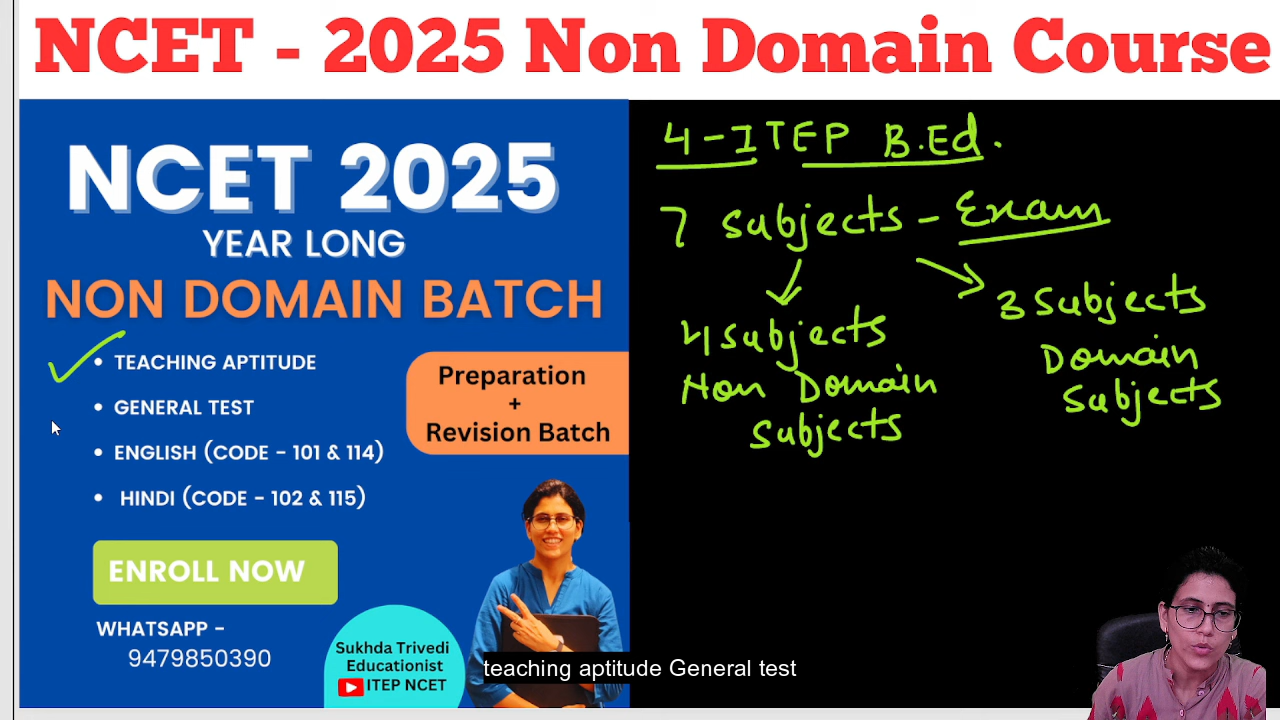 NCET - 2025 Non Domain Course
NCET 2025
YEAR LONG
NON DOMAIN BATCH
• TEACHING APTITUDE
• GENERAL TEST
• ENGLISH (CODE - 101 & 114)
• HINDI (CODE - 102 & 115)
Preparation
+
Revision Batch
ENROLL NOW
WHATSAPP -
9479850390
Sukhda Trivedi
Educationist
ITEP NCET
4-ITEP B.Ed.
7 Subjects - Exam
4 Subjects
Non Domain
Subjects
3 Subjects
Domain
Subjects
teaching aptitude General test